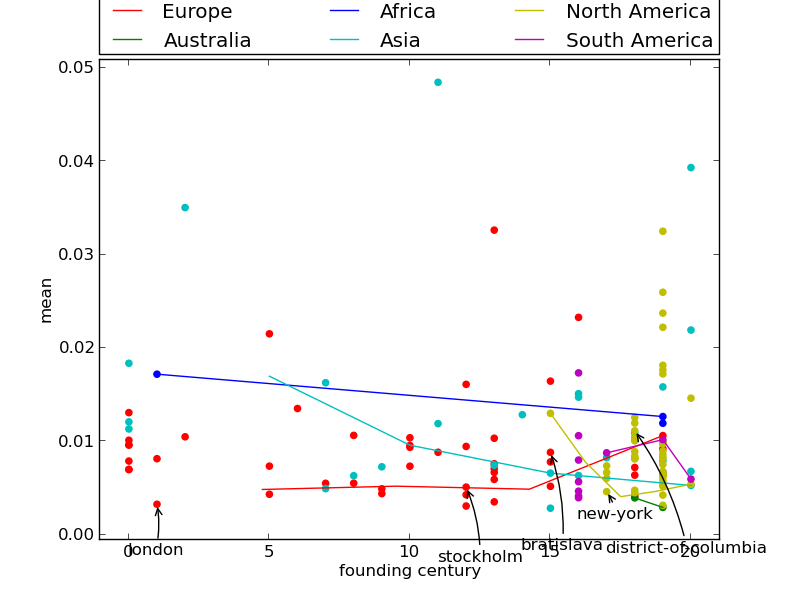 Europe Africa North America
Australia Asia South America
0.05
0.04
0.03
0.02
0.01
0.00
mean
new-york
london stockholm bratislava district-of-columbia
0 5 10 15 20
founding century